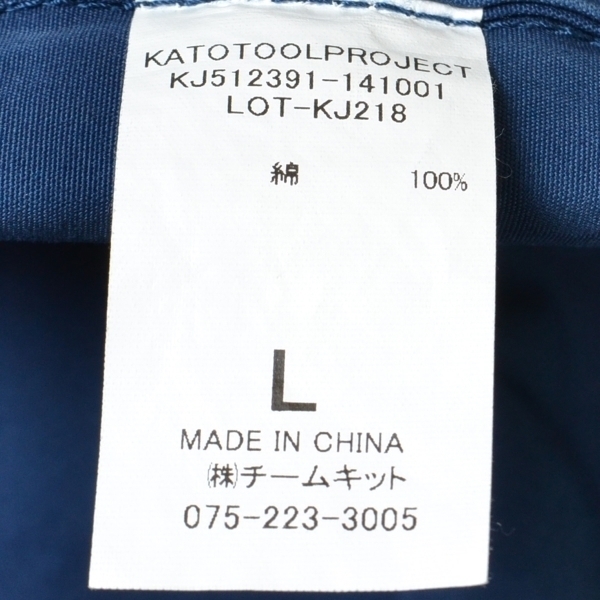 KATOTOOLPROJECT
KJ512391-141001
LOT-KJ218
綿 100%
L
MADE IN CHINA
㈱チームキット
075-223-3005